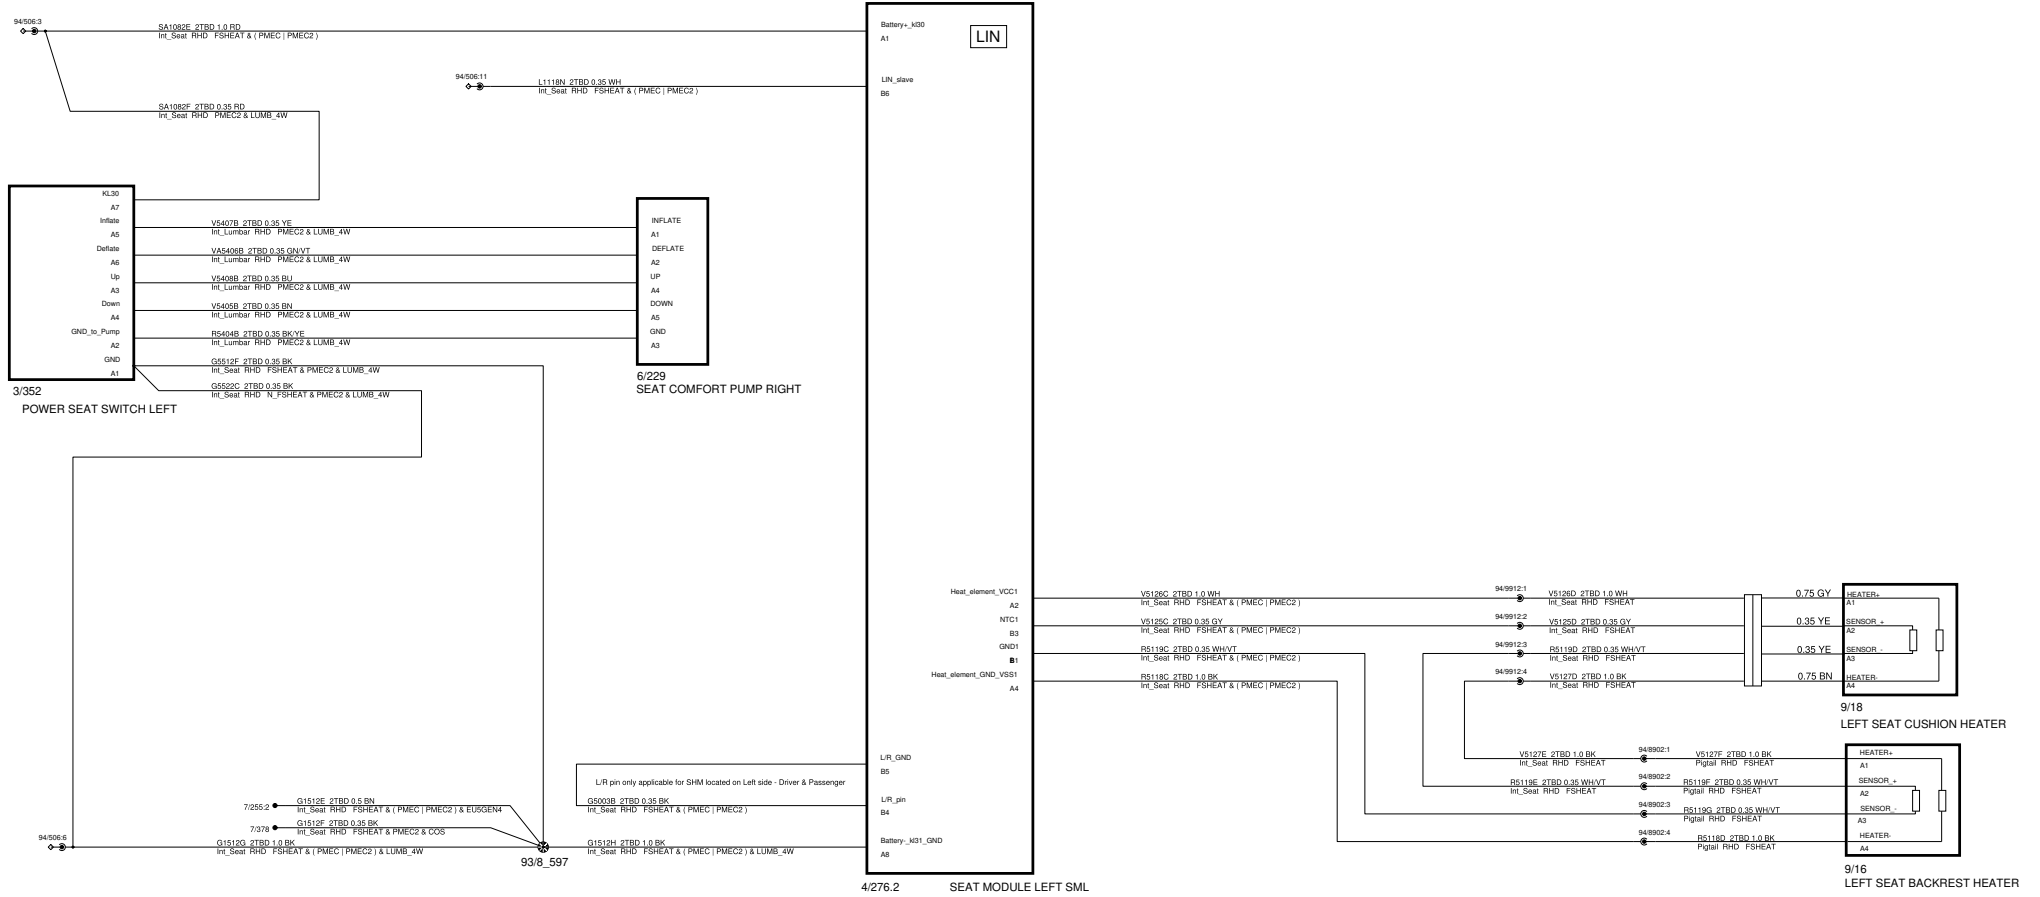 94/506:3
SA1082E 2TBD 1.0 RD
Int_Seat RHD FSHEAT & ( PMEC | PMEC2 )
SA1082F 2TBD 0.35 RD
Int_Seat RHD PMEC2 & LUMB_4W
94/506:11
L1118N 2TBD 0.35 WH
Int_Seat RHD FSHEAT & ( PMEC | PMEC2 )
Battery+_kl30
A1
LIN
LIN_slave
B6
KL30
A7
Inflate
A5
Deflate
A6
Up
A3
Down
A4
GND_to_Pump
A2
GND
A1
3/352
POWER SEAT SWITCH LEFT
V5407B 2TBD 0.35 YE
Int_Lumbar RHD PMEC2 & LUMB_4W
VA5406B 2TBD 0.35 GN/VT
Int_Lumbar RHD PMEC2 & LUMB_4W
V5408B 2TBD 0.35 BU
Int_Lumbar RHD PMEC2 & LUMB_4W
V5405B 2TBD 0.35 BN
Int_Lumbar RHD PMEC2 & LUMB_4W
R5404B 2TBD 0.35 BK/YE
Int_Lumbar RHD PMEC2 & LUMB_4W
G5512F 2TBD 0.35 BK
Int_Seat RHD FSHEAT & PMEC2 & LUMB_4W
G5522C 2TBD 0.35 BK
Int_Seat RHD N_FSHEAT & PMEC2 & LUMB_4W
INFLATE
A1
DEFLATE
A2
UP
A4
DOWN
A5
GND
A3
6/229
SEAT COMFORT PUMP RIGHT
Heat_element_VCC1
A2
NTC1
B3
GND1
B1
Heat_element_GND_VSS1
A4
V5126C 2TBD 1.0 WH
Int_Seat RHD FSHEAT & ( PMEC | PMEC2 )
V5125C 2TBD 0.35 GY
Int_Seat RHD FSHEAT & ( PMEC | PMEC2 )
R5119C 2TBD 0.35 WH/VT
Int_Seat RHD FSHEAT & ( PMEC | PMEC2 )
R5118C 2TBD 1.0 BK
Int_Seat RHD FSHEAT & ( PMEC | PMEC2 )
94/9912:1
94/9912:2
94/9912:3
94/9912:4
V5126D 2TBD 1.0 WH
Int_Seat RHD FSHEAT
V5125D 2TBD 0.35 GY
Int_Seat RHD FSHEAT
R5119D 2TBD 0.35 WH/VT
Int_Seat RHD FSHEAT
V5127D 2TBD 1.0 BK
Int_Seat RHD FSHEAT
0.75 GY
0.35 YE
0.35 YE
0.75 BN
HEATER+
A1
SENSOR_+
A2
SENSOR_-
A3
HEATER-
A4
9/18
LEFT SEAT CUSHION HEATER
V5127E 2TBD 1.0 BK
Int_Seat RHD FSHEAT
R5119E 2TBD 0.35 WH/VT
Int_Seat RHD FSHEAT
94/8902:1
94/8902:2
94/8902:3
94/8902:4
V5127F 2TBD 1.0 BK
Pigtail RHD FSHEAT
R5119F 2TBD 0.35 WH/VT
Pigtail RHD FSHEAT
R5119G 2TBD 0.35 WH/VT
Pigtail RHD FSHEAT
R5118D 2TBD 1.0 BK
Pigtail RHD FSHEAT
HEATER+
A1
SENSOR_+
A2
SENSOR_-
A3
HEATER-
A4
9/16
LEFT SEAT BACKREST HEATER
L/R_GND
B5
L/R pin only applicable for SHM located on Left side - Driver & Passenger
L/R_pin
B4
G5003B 2TBD 0.35 BK
Int_Seat RHD FSHEAT & ( PMEC | PMEC2 )
7/255:2
G1512E 2TBD 0.5 BN
Int_Seat RHD FSHEAT & ( PMEC | PMEC2 ) & EU5GEN4
7/378
G1512F 2TBD 0.35 BK
Int_Seat RHD FSHEAT & PMEC2 & COS
94/506:6
G1512G 2TBD 1.0 BK
Int_Seat RHD FSHEAT & ( PMEC | PMEC2 ) & LUMB_4W
93/8_597
G1512H 2TBD 1.0 BK
Int_Seat RHD FSHEAT & ( PMEC | PMEC2 ) & LUMB_4W
Battery-_kl31_GND
A8
4/276.2
SEAT MODULE LEFT SML